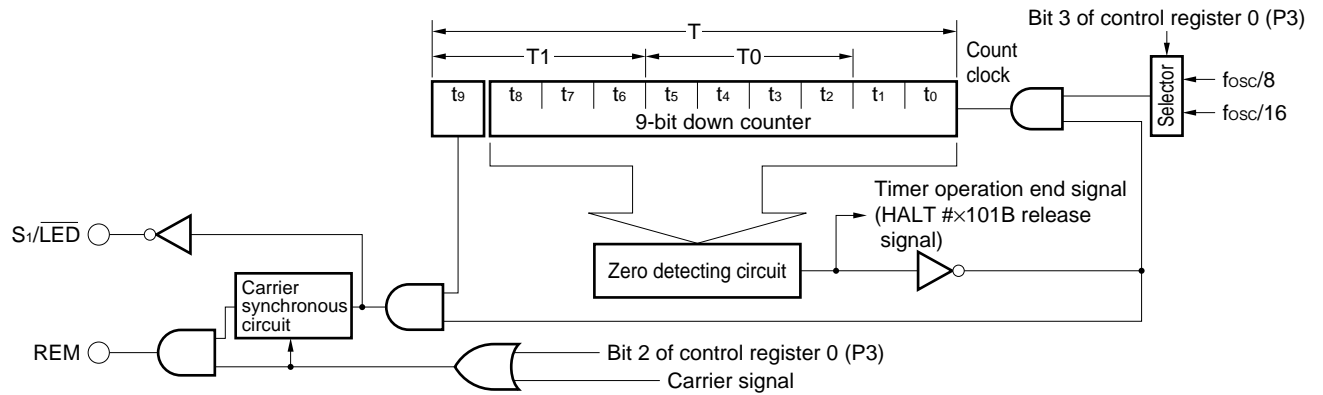 Bit 3 of control register 0 (P3)
T
T1
T0
Count
clock
t9
t8
t7
t6
t5
t4
t3
t2
t1
t0
9-bit down counter
Selector
fOSC/8
fOSC/16
Timer operation end signal
(HALT #×101B release
signal)
S1/LED
Zero detecting circuit
Carrier
synchronous
circuit
REM
Bit 2 of control register 0 (P3)
Carrier signal